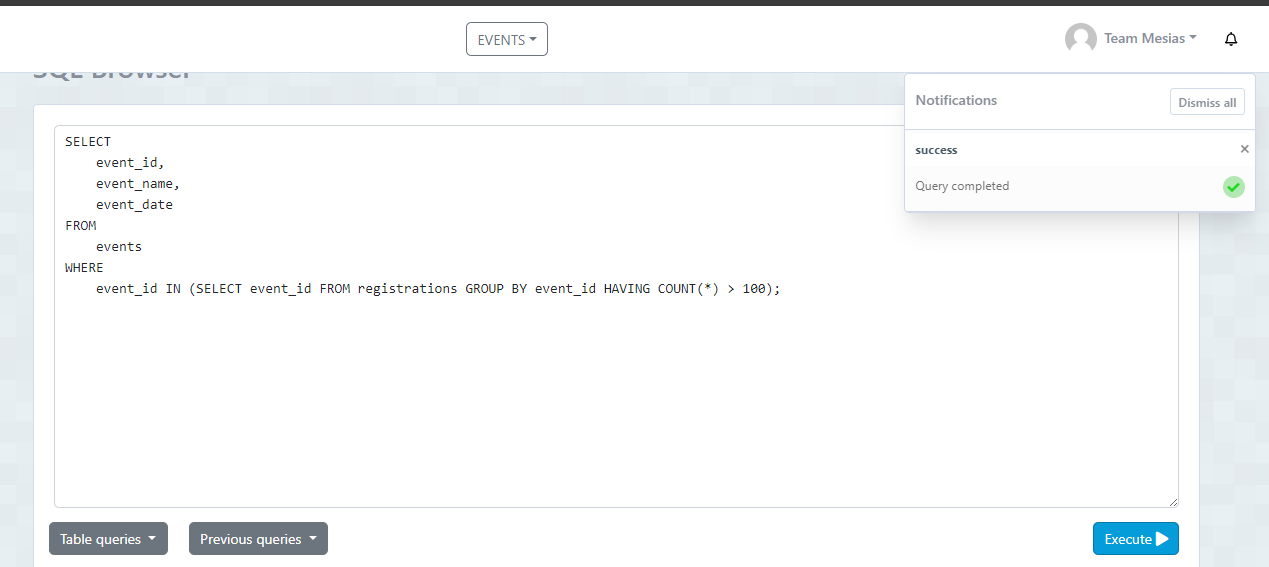 EVENTS
Team Mesias
SQL Browser
Notifications
Dismiss all
success
×
Query completed
SELECT
    event_id,
    event_name,
    event_date
FROM
    events
WHERE
    event_id IN (SELECT event_id FROM registrations GROUP BY event_id HAVING COUNT(*) > 100);
Table queries
Previous queries
Execute